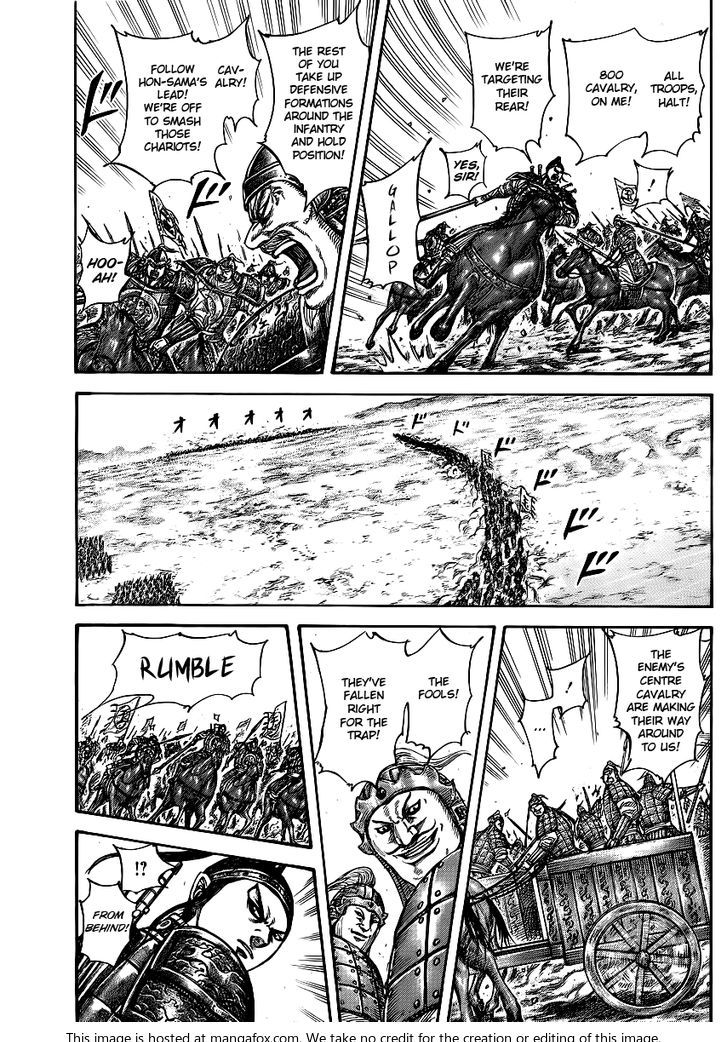 ALL
TROOPS,
HALT!
800
CAVALRY,
ON ME!
!
WE'RE
TARGETING
THEIR
REAR!
YES,
SIR!
GALLOP
THE REST
OF YOU
TAKE UP
DEFENSIVE
FORMATIONS
AROUND THE
INFANTRY
AND HOLD
POSITION!
CAV-
ALRY!
FOLLOW
HON-SAMA'S
LEAD!
WE'RE OFF
TO SMASH
THOSE
CHARIOTS!
ド
ド
HOO-
AH!
オオオオオ
ドドドドドド
THE
ENEMY'S
CENTRE
CAVALRY
ARE MAKING
THEIR WAY
AROUND
TO US!
!
...
THE
FOOLS!
THEY'VE
FALLEN
RIGHT
FOR THE
TRAP!
RUMBLE
!?
FROM
BEHIND!
This image is hosted at mangafox.com. We take no credit for the creation or editing of this image.